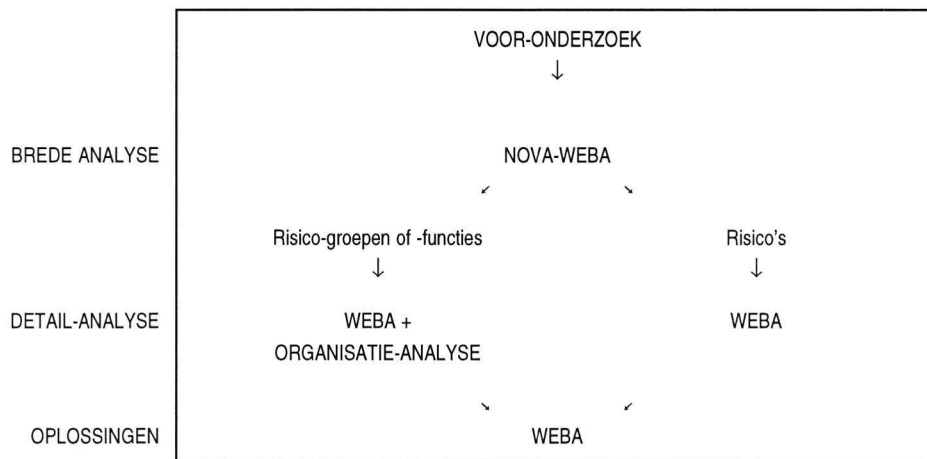 VOOR-ONDERZOEK
↓
BREDE ANALYSE NOVA-WEBA
↙ ↘
Risico-groepen of -functies Risico's
↓ ↓
DETAIL-ANALYSE WEBA + WEBA
ORGANISATIE-ANALYSE
↘ ↙
OPLOSSINGEN WEBA